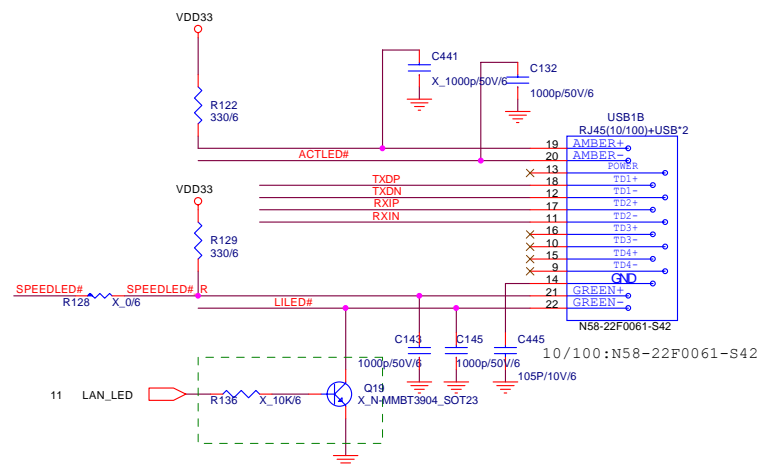 VDD33
C441
X_1000p/50V/6
C132
1000p/50V/6
R122
330/6
USB1B
RJ45(10/100)+USB*2
19 AMBER+
ACTLED# 20 AMBER-
13 POWER
TXDP 18 TD1+
TXDN 12 TD1-
RXIP 17 TD2+
RXIN 11 TD2-
VDD33
16 TD3+
10 TD3-
R129
330/6
15 TD4+
9 TD4-
14 GND
SPEEDLED# SPEEDLED#_R 21 GREEN+
R128 X_0/6
LILED# 22 GREEN-
N58-22F0061-S42
C143
1000p/50V/6
C145
1000p/50V/6
C445
105P/10V/6
10/100:N58-22F0061-S42
11 LAN_LED
R136 X_10K/6
Q19
X_N-MMBT3904_SOT23